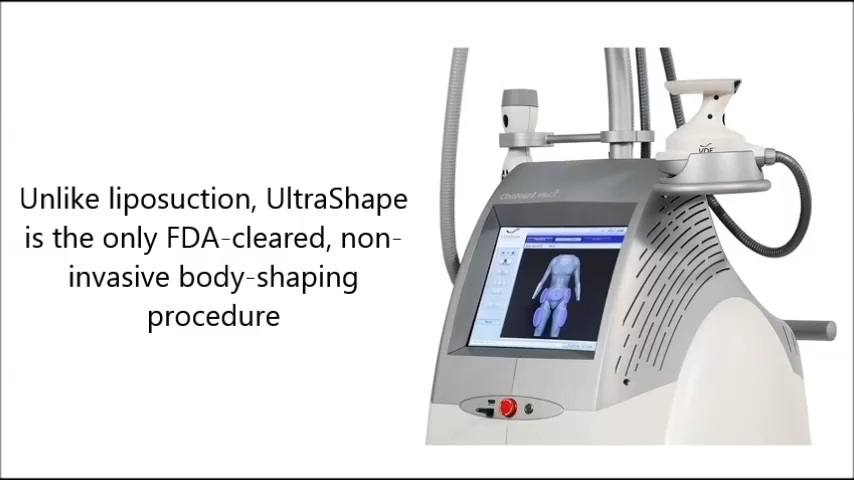 Unlike liposuction, UltraShape
is the only FDA-cleared, non-
invasive body-shaping
procedure